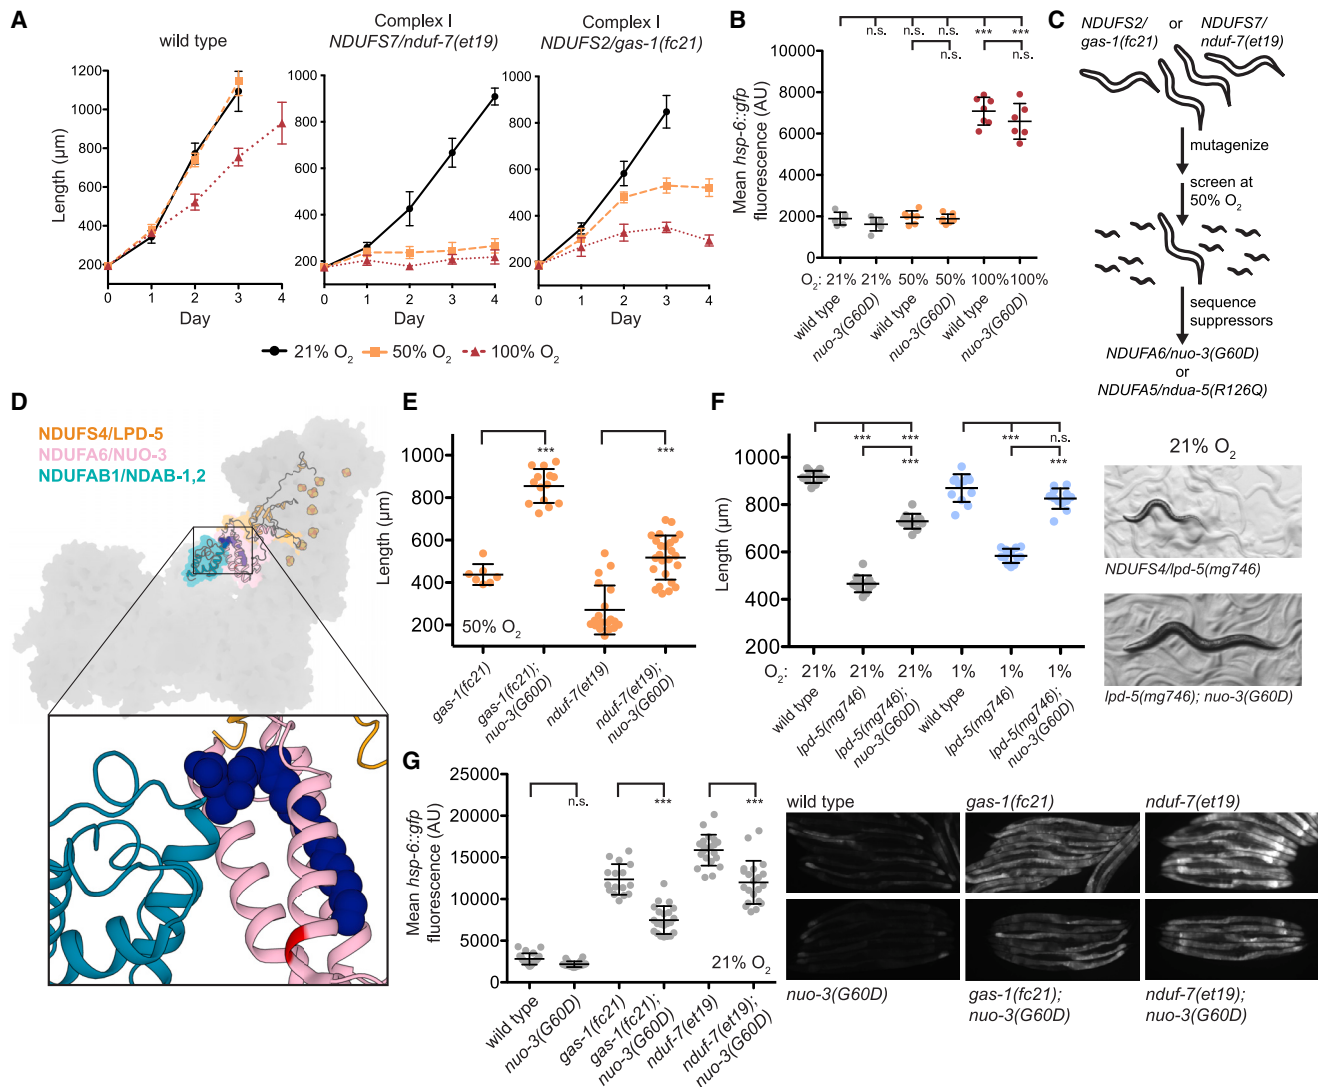 A
wild type
Complex I
NDUFS7/nduf-7(et19)
Complex I
NDUFS2/gas-1(fc21)
Length (µm)
1200
1000
800
600
400
200
0 1 2 3 4
Day
1000
800
600
400
200
0 1 2 3 4
Day
1000
800
600
400
200
0 1 2 3 4
Day
21% O2
50% O2
100% O2
B
n.s. n.s. n.s. *** ***
n.s. n.s.
Mean hsp-6::gfp
fluorescence (AU)
10000
8000
6000
4000
2000
0
O2: 21% 21% 50% 50% 100% 100%
wild type
nuo-3(G60D)
wild type
nuo-3(G60D)
wild type
nuo-3(G60D)
C
NDUFS2/
gas-1(fc21)
or
NDUFS7/
nduf-7(et19)
mutagenize
screen at
50% O2
sequence
suppressors
NDUFA6/nuo-3(G60D)
or
NDUFA5/ndua-5(R126Q)
D
NDUFS4/LPD-5
NDUFA6/NUO-3
NDUFAB1/NDAB-1,2
E
*** ***
Length (µm)
1000
800
600
400
200
50% O2
gas-1(fc21)
gas-1(fc21);
nuo-3(G60D)
nduf-7(et19)
nduf-7(et19);
nuo-3(G60D)
F
*** *** *** n.s.
*** ***
Length (µm)
1000
800
600
400
200
O2: 21% 21% 21% 1% 1% 1%
wild type
lpd-5(mg746)
lpd-5(mg746);
nuo-3(G60D)
wild type
lpd-5(mg746)
lpd-5(mg746);
nuo-3(G60D)
21% O2
NDUFS4/lpd-5(mg746)
lpd-5(mg746); nuo-3(G60D)
G
n.s. *** ***
Mean hsp-6::gfp
fluorescence (AU)
25000
20000
15000
10000
5000
0
21% O2
wild type
nuo-3(G60D)
gas-1(fc21)
gas-1(fc21);
nuo-3(G60D)
nduf-7(et19)
nduf-7(et19);
nuo-3(G60D)
wild type
gas-1(fc21)
nduf-7(et19)
nuo-3(G60D)
gas-1(fc21);
nuo-3(G60D)
nduf-7(et19);
nuo-3(G60D)